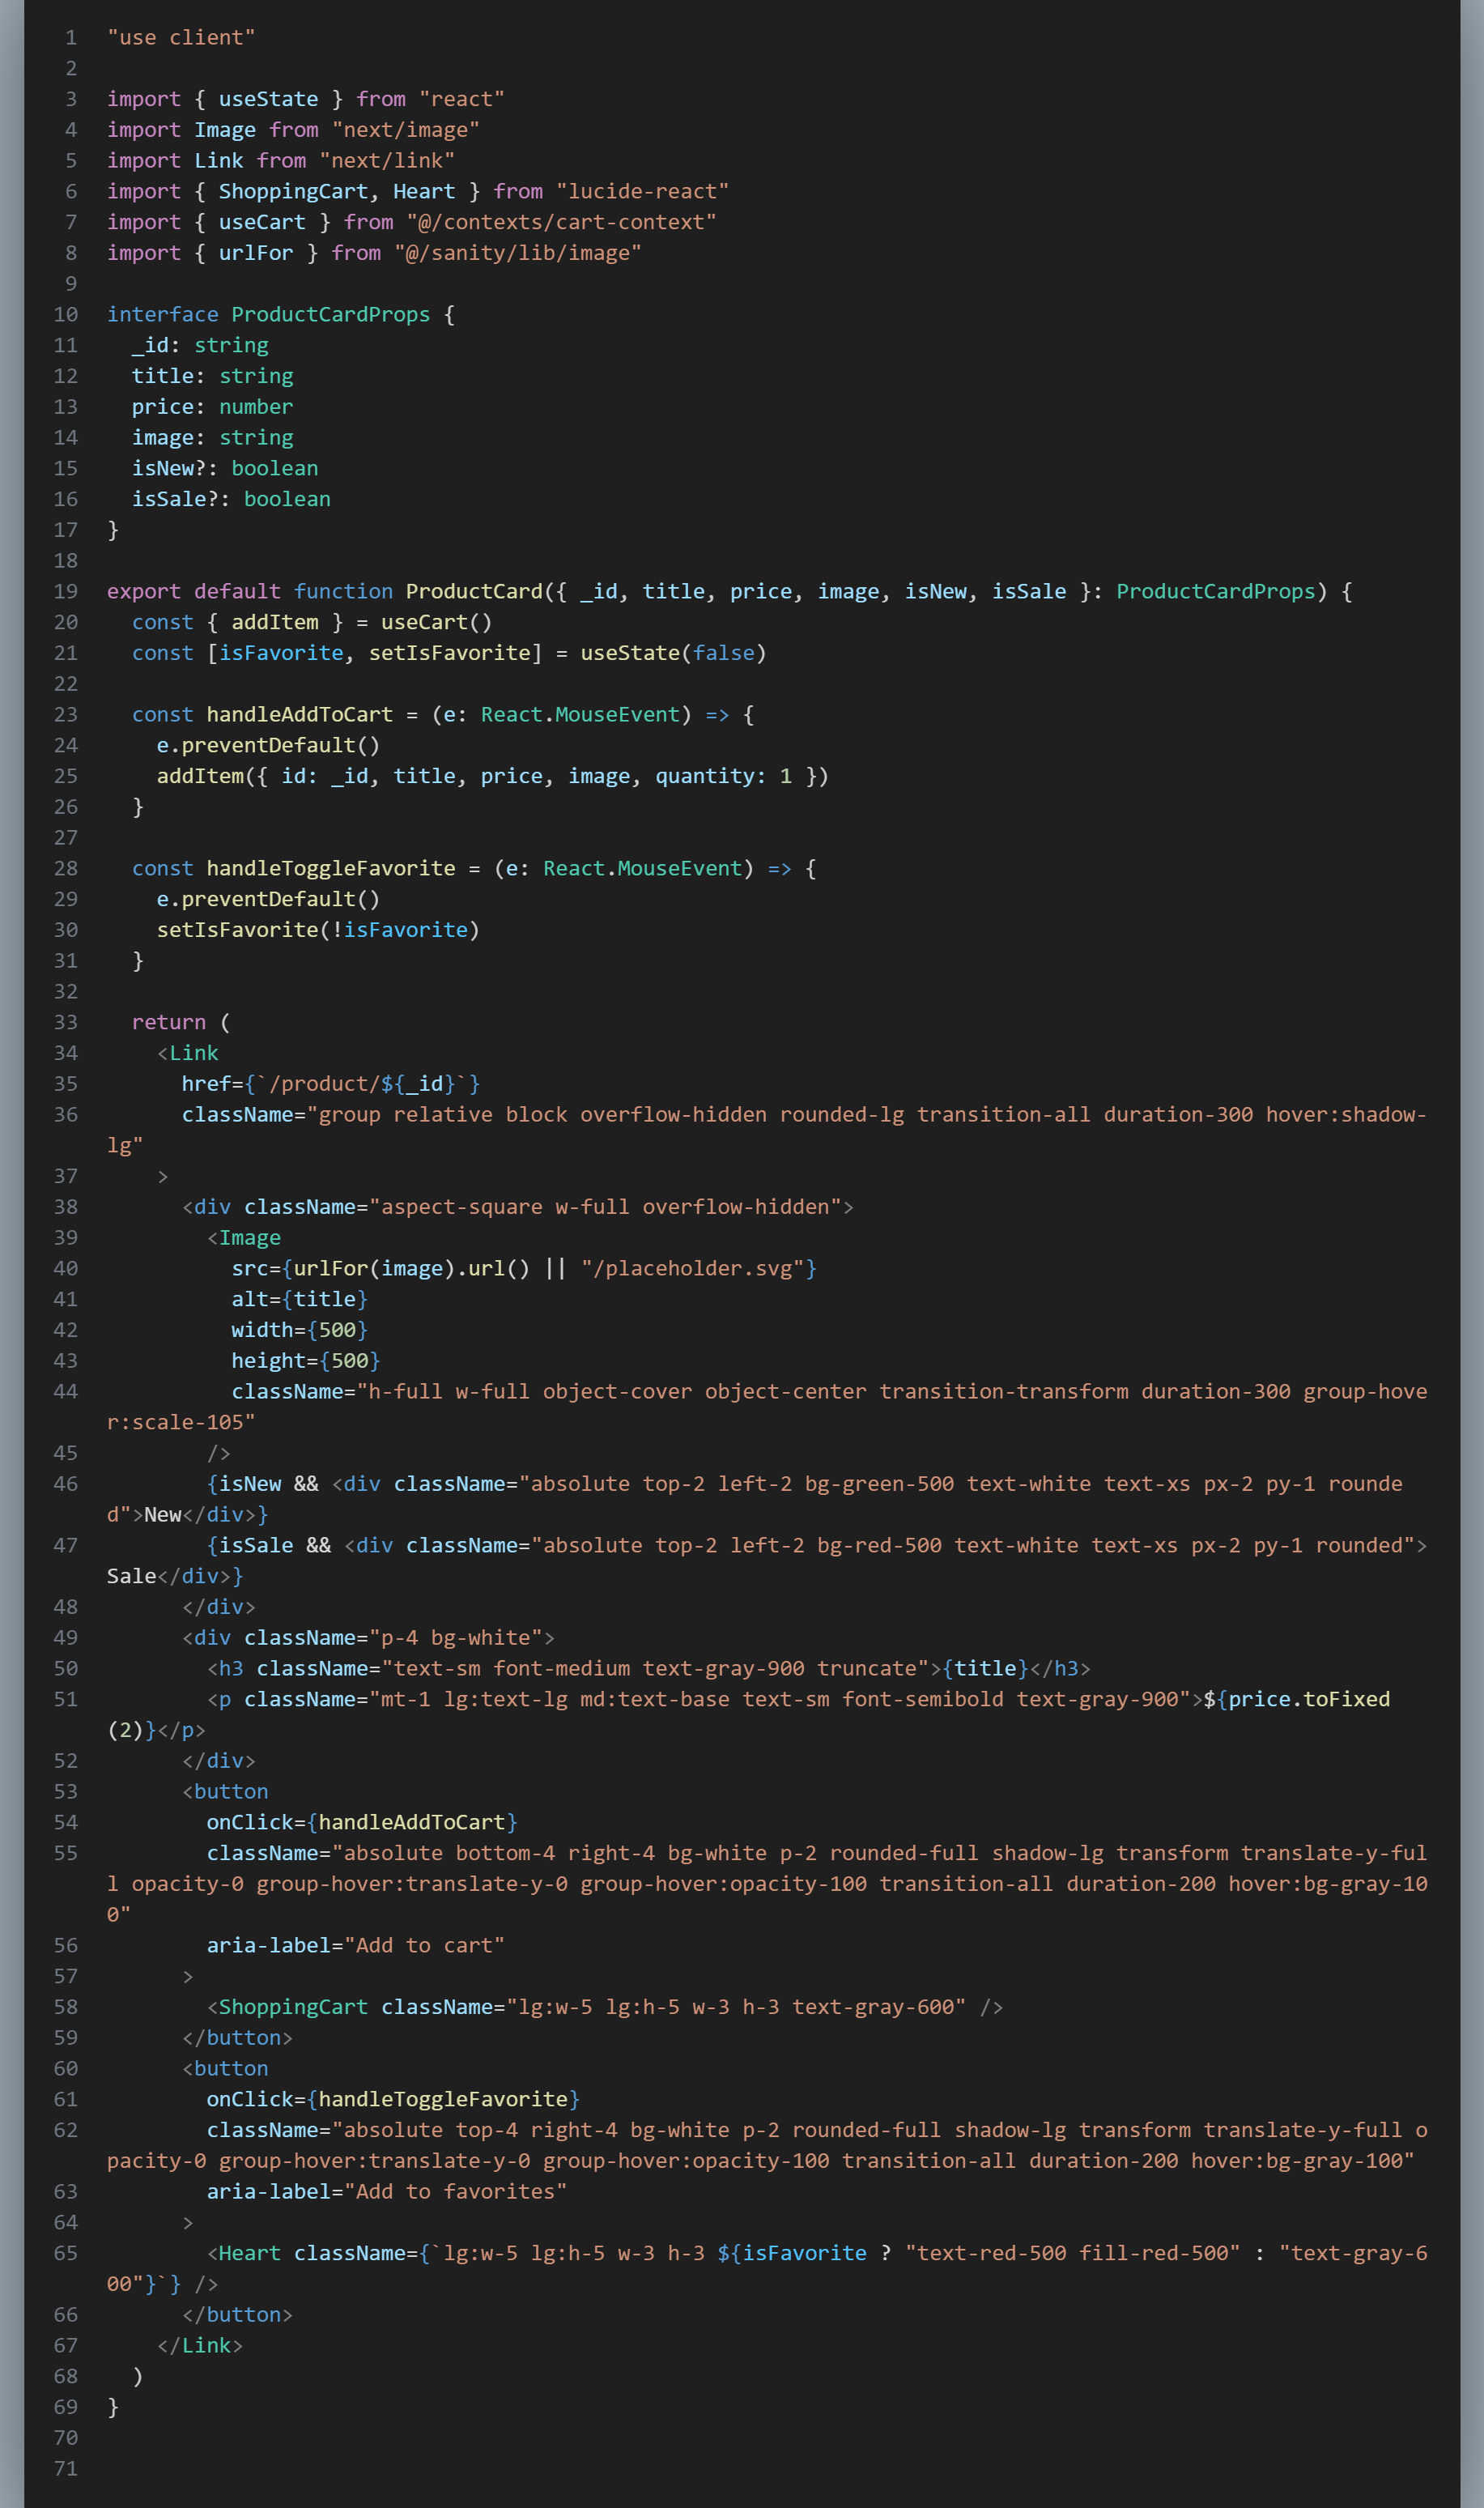 1 "use client"
2
3 import { useState } from "react"
4 import Image from "next/image"
5 import Link from "next/link"
6 import { ShoppingCart, Heart } from "lucide-react"
7 import { useCart } from "@/contexts/cart-context"
8 import { urlFor } from "@/sanity/lib/image"
9
10 interface ProductCardProps {
11   _id: string
12   title: string
13   price: number
14   image: string
15   isNew?: boolean
16   isSale?: boolean
17 }
18
19 export default function ProductCard({ _id, title, price, image, isNew, isSale }: ProductCardProps) {
20   const { addItem } = useCart()
21   const [isFavorite, setIsFavorite] = useState(false)
22
23   const handleAddToCart = (e: React.MouseEvent) => {
24     e.preventDefault()
25     addItem({ id: _id, title, price, image, quantity: 1 })
26   }
27
28   const handleToggleFavorite = (e: React.MouseEvent) => {
29     e.preventDefault()
30     setIsFavorite(!isFavorite)
31   }
32
33   return (
34     <Link
35       href={`/product/${_id}`}
36       className="group relative block overflow-hidden rounded-lg transition-all duration-300 hover:shadow-
lg"
37     >
38       <div className="aspect-square w-full overflow-hidden">
39         <Image
40           src={urlFor(image).url() || "/placeholder.svg"}
41           alt={title}
42           width={500}
43           height={500}
44           className="h-full w-full object-cover object-center transition-transform duration-300 group-hove
r:scale-105"
45         />
46         {isNew && <div className="absolute top-2 left-2 bg-green-500 text-white text-xs px-2 py-1 rounde
d">New</div>}
47         {isSale && <div className="absolute top-2 left-2 bg-red-500 text-white text-xs px-2 py-1 rounded">
Sale</div>}
48       </div>
49       <div className="p-4 bg-white">
50         <h3 className="text-sm font-medium text-gray-900 truncate">{title}</h3>
51         <p className="mt-1 lg:text-lg md:text-base text-sm font-semibold text-gray-900">${price.toFixed
(2)}</p>
52       </div>
53       <button
54         onClick={handleAddToCart}
55         className="absolute bottom-4 right-4 bg-white p-2 rounded-full shadow-lg transform translate-y-ful
l opacity-0 group-hover:translate-y-0 group-hover:opacity-100 transition-all duration-200 hover:bg-gray-10
0"
56         aria-label="Add to cart"
57       >
58         <ShoppingCart className="lg:w-5 lg:h-5 w-3 h-3 text-gray-600" />
59       </button>
60       <button
61         onClick={handleToggleFavorite}
62         className="absolute top-4 right-4 bg-white p-2 rounded-full shadow-lg transform translate-y-full o
pacity-0 group-hover:translate-y-0 group-hover:opacity-100 transition-all duration-200 hover:bg-gray-100"
63         aria-label="Add to favorites"
64       >
65         <Heart className={`lg:w-5 lg:h-5 w-3 h-3 ${isFavorite ? "text-red-500 fill-red-500" : "text-gray-6
00"}`} />
66       </button>
67     </Link>
68   )
69 }
70
71